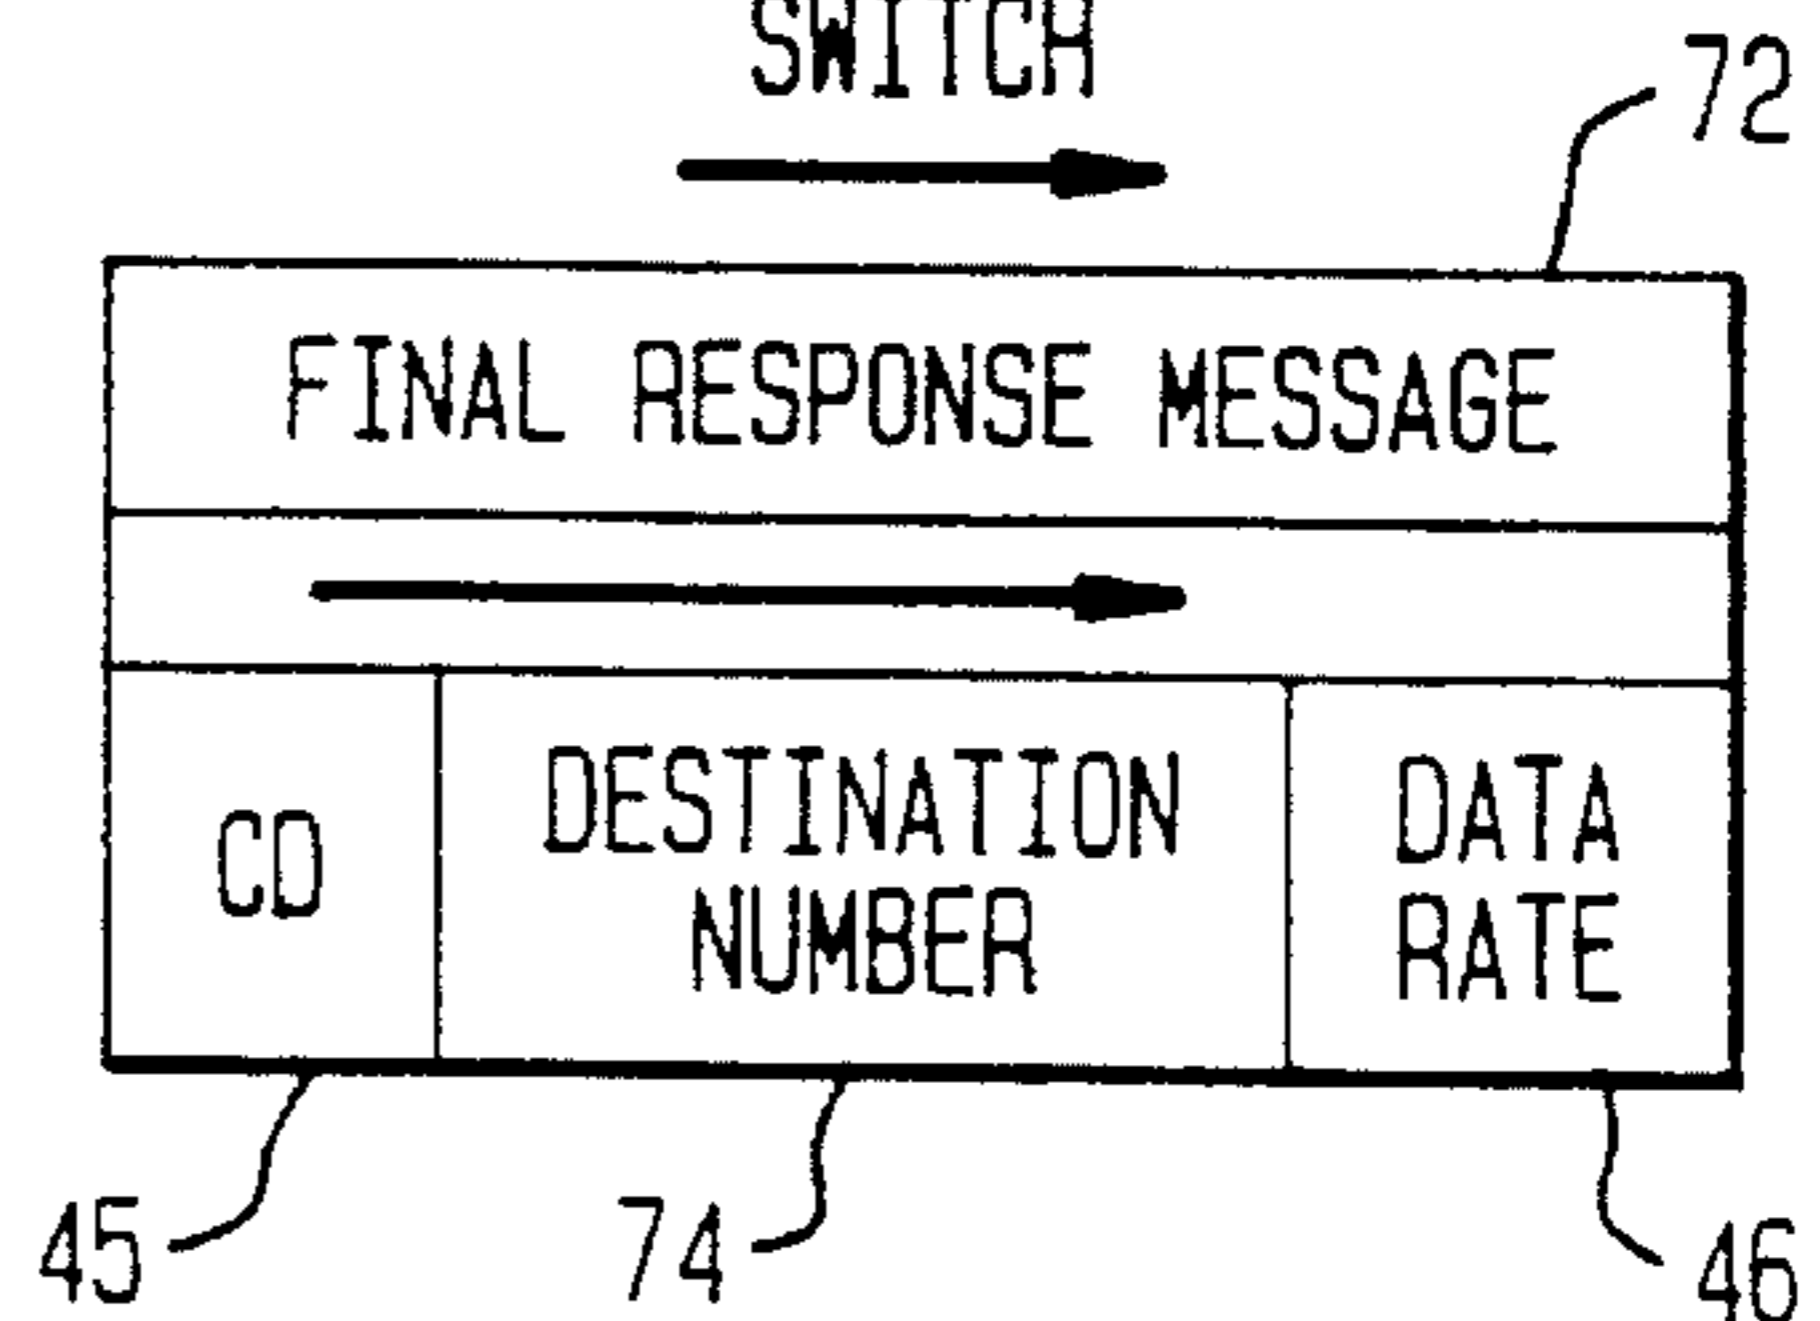 SWITCH
72
FINAL RESPONSE MESSAGE
CD
DESTINATION
NUMBER
DATA
RATE
45
74
46